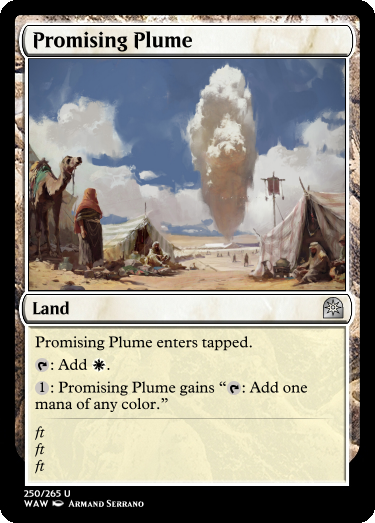 Promising Plume
Land
Promising Plume enters tapped.
: Add .
1: Promising Plume gains “: Add one
mana of any color.”
ft
ft
ft
250/265 U
WAW Armand Serrano